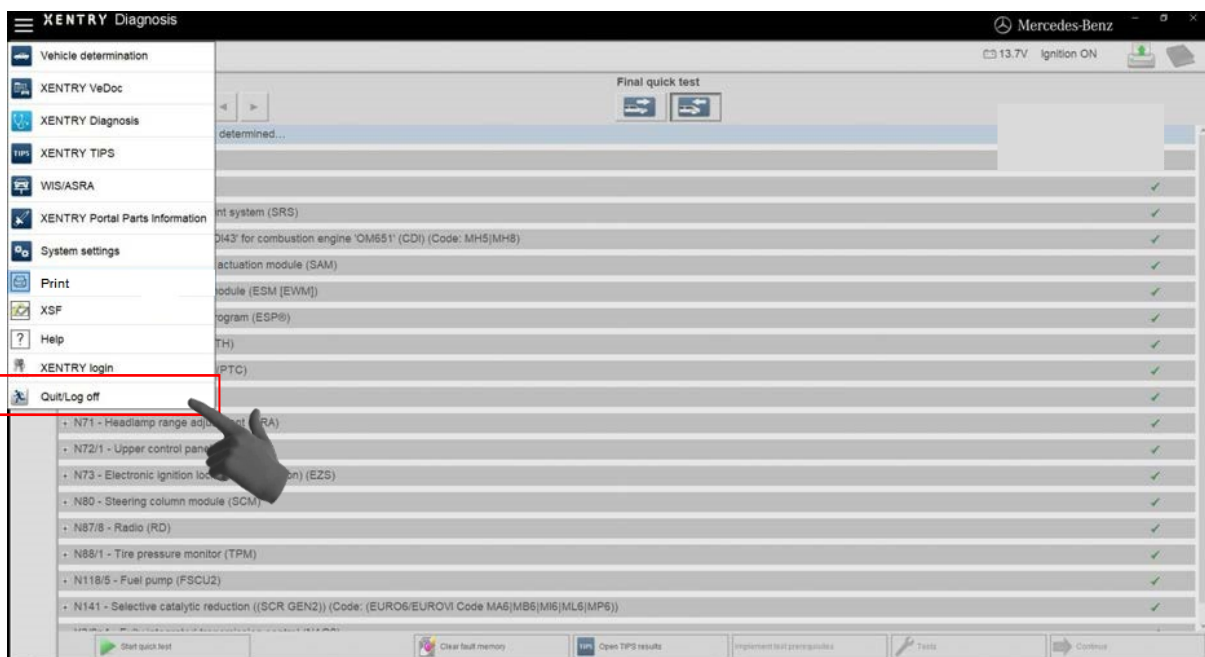 XENTRY Diagnosis
Mercedes-Benz
Vehicle determination
13.7V Ignition ON
XENTRY VeDoc
Final quick test
XENTRY Diagnosis
determined...
TIPS XENTRY TIPS
WIS/ASRA
XENTRY Portal Parts Information
nt system (SRS)
DI43' for combustion engine 'OM651' (CDI) (Code: MH5|MH8)
System settings
actuation module (SAM)
Print
odule (ESM [EWM])
XSF
rogram (ESP®)
? Help
TH)
XENTRY login
/PTC)
Quit/Log off
+ N71 - Headlamp range RA)
+ N72/1 - Upper control
+ N73 - Electronic ignition on) (EZS)
+ N80 - Steering column module (SCM)
+ N87/8 - Radio (RD)
+ N88/1 - Tire pressure monitor (TPM)
+ N118/5 - Fuel pump (FSCU2)
+ N141 - Selective catalytic reduction ((SCR GEN2)) (Code: (EURO6/EUROVI Code MA6|MB6|MI6|ML6|MP6))
Start quick test
Clear fault memory
TIPS Open TIPS results
Implement test prerequisites
Tests
Continue